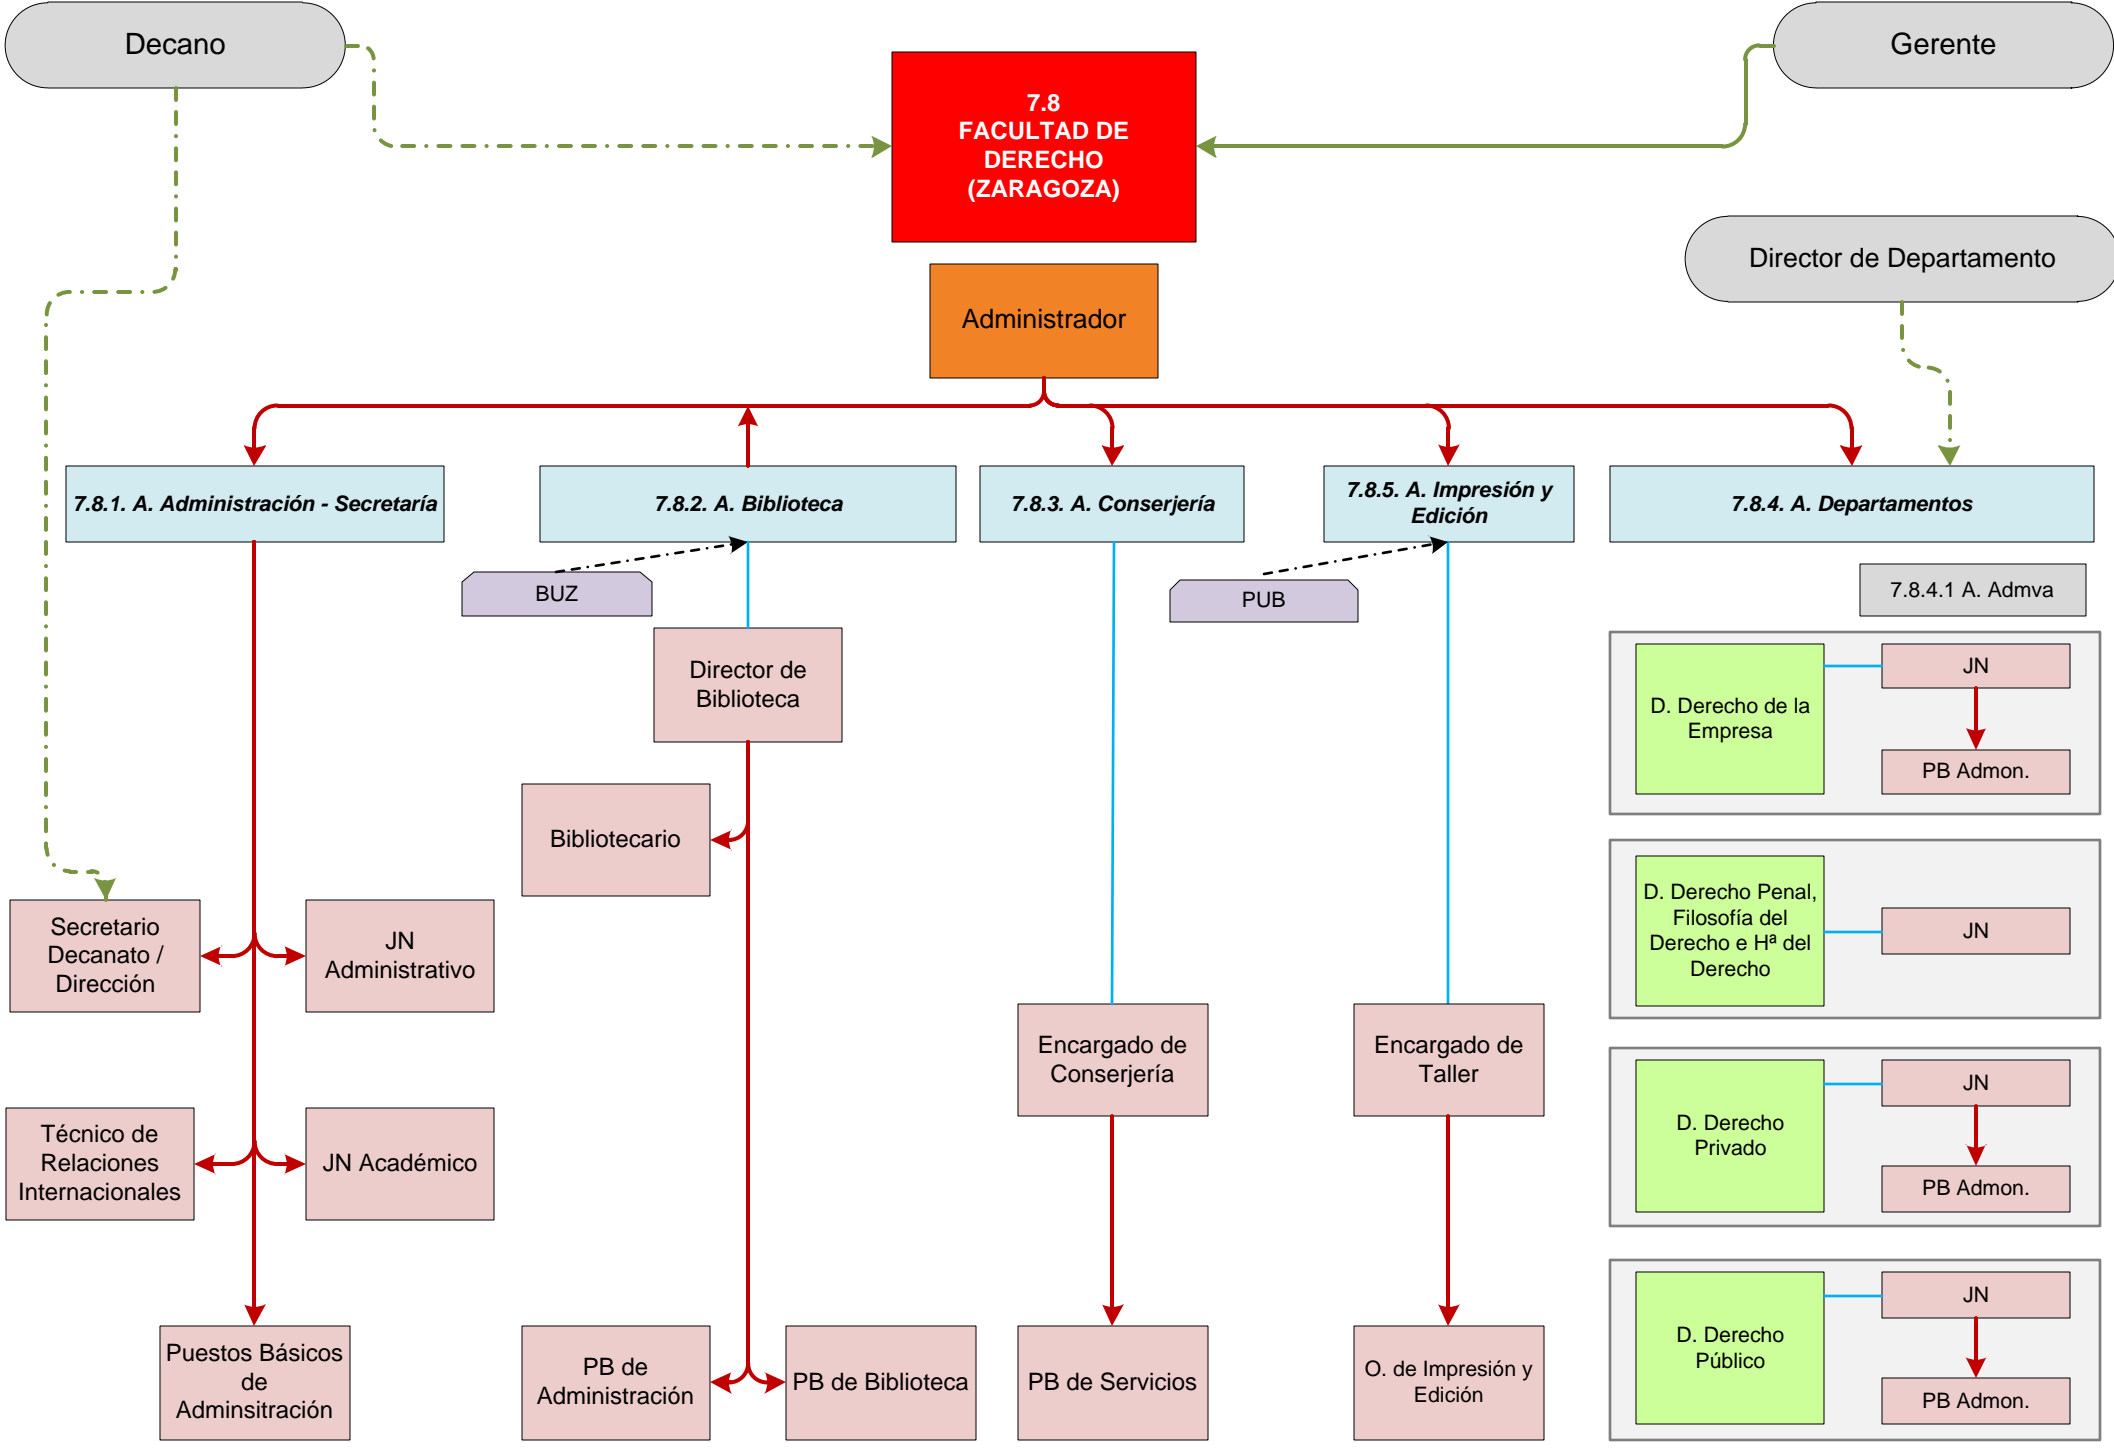 Decano
Gerente
7.8
FACULTAD DE
DERECHO
(ZARAGOZA)
Director de Departamento
Administrador
7.8.1. A. Administración - Secretaría
7.8.2. A. Biblioteca
7.8.3. A. Conserjería
7.8.5. A. Impresión y
Edición
7.8.4. A. Departamentos
BUZ
PUB
7.8.4.1 A. Admva
Director de
Biblioteca
Bibliotecario
Secretario
Decanato /
Dirección
JN
Administrativo
Técnico de
Relaciones
Internacionales
JN Académico
Puestos Básicos
de
Adminsitración
PB de
Administración
PB de Biblioteca
Encargado de
Conserjería
PB de Servicios
Encargado de
Taller
O. de Impresión y
Edición
D. Derecho de la
Empresa
JN
PB Admon.
D. Derecho Penal,
Filosofía del
Derecho e Hª del
Derecho
JN
D. Derecho
Privado
JN
PB Admon.
D. Derecho
Público
JN
PB Admon.